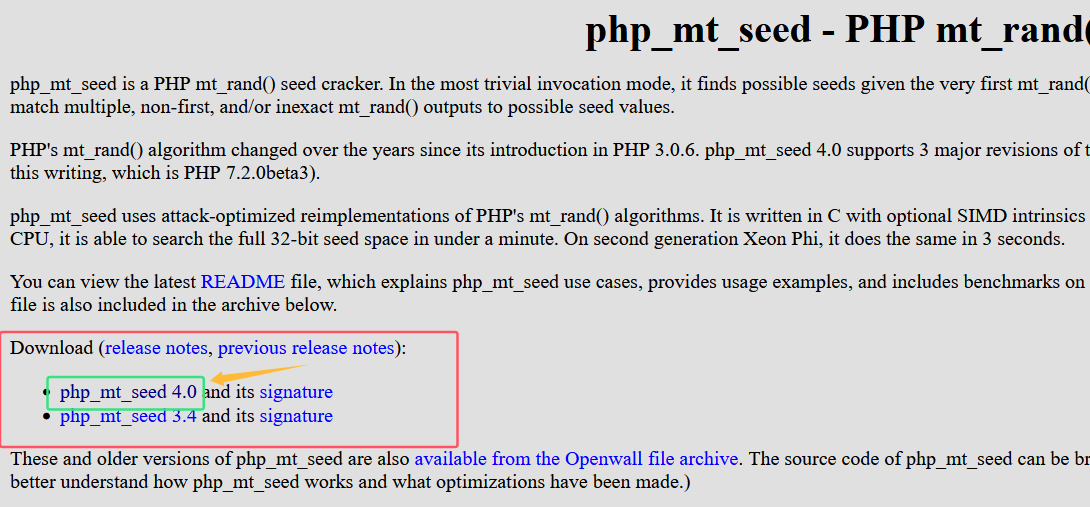 php_mt_seed - PHP mt_rand(
php_mt_seed is a PHP mt_rand() seed cracker. In the most trivial invocation mode, it finds possible seeds given the very first mt_rand(
match multiple, non-first, and/or inexact mt_rand() outputs to possible seed values.
PHP's mt_rand() algorithm changed over the years since its introduction in PHP 3.0.6. php_mt_seed 4.0 supports 3 major revisions of t
this writing, which is PHP 7.2.0beta3).
php_mt_seed uses attack-optimized reimplementations of PHP's mt_rand() algorithms. It is written in C with optional SIMD intrinsics
CPU, it is able to search the full 32-bit seed space in under a minute. On second generation Xeon Phi, it does the same in 3 seconds.
You can view the latest README file, which explains php_mt_seed use cases, provides usage examples, and includes benchmarks on
file is also included in the archive below.
Download (release notes, previous release notes):
• php_mt_seed 4.0 and its signature
• php_mt_seed 3.4 and its signature
These and older versions of php_mt_seed are also available from the Openwall file archive. The source code of php_mt_seed can be br
better understand how php_mt_seed works and what optimizations have been made.)